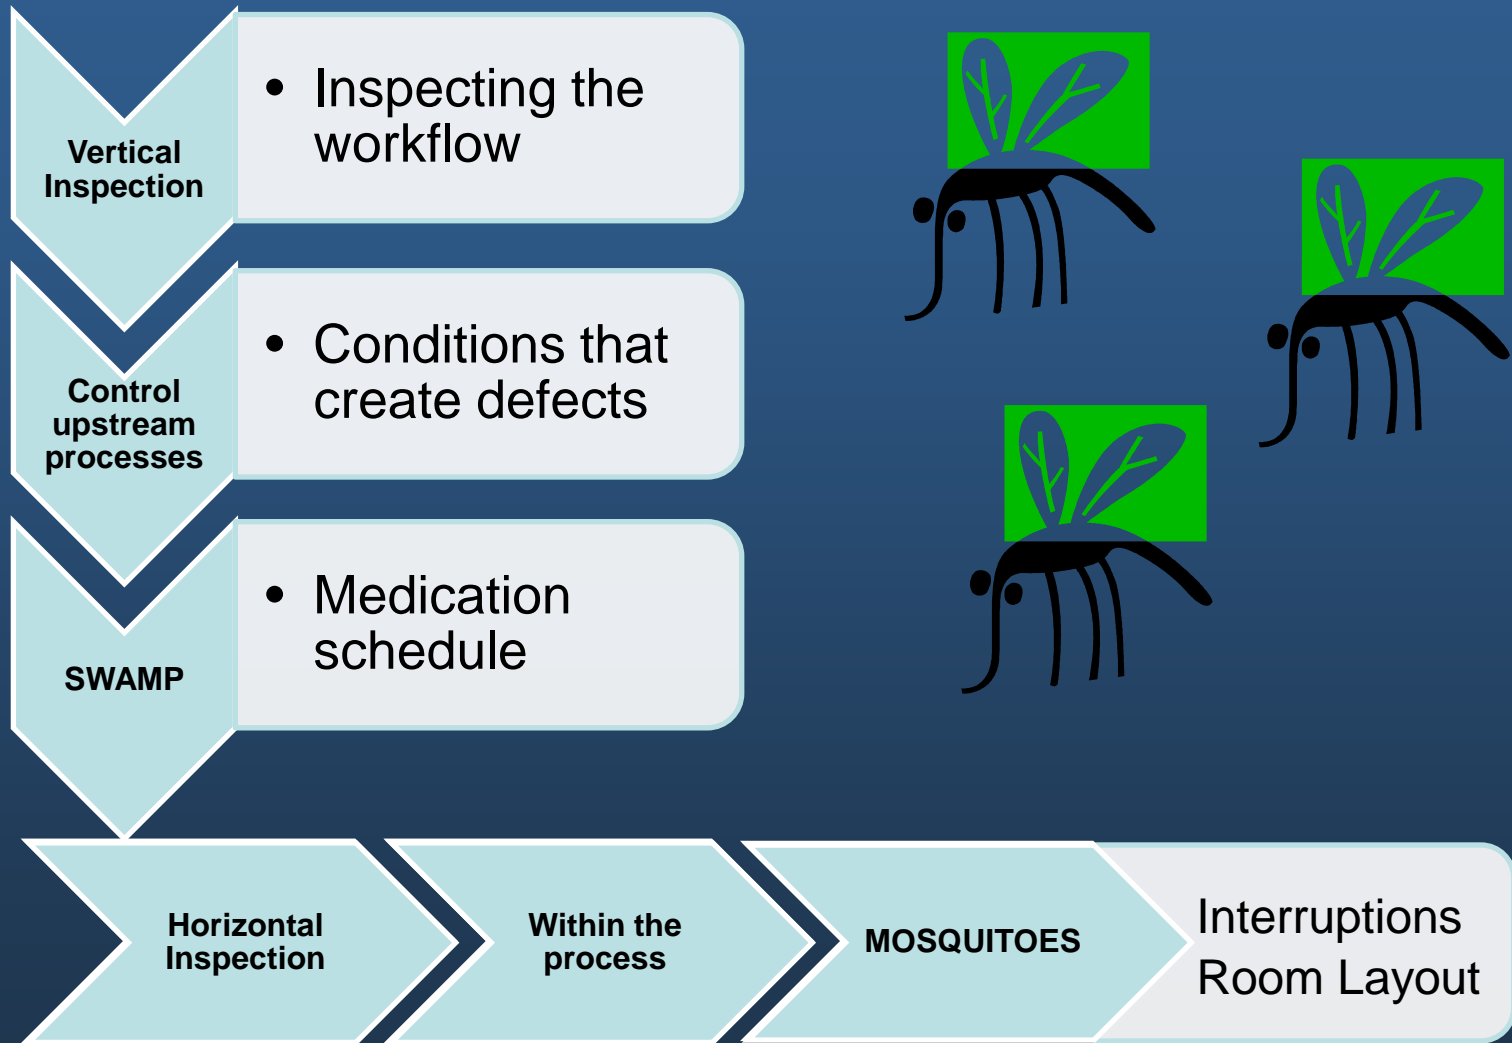 Vertical
Inspection
• Inspecting the
workflow
Control
upstream
processes
• Conditions that
create defects
SWAMP
• Medication
schedule
Horizontal
Inspection
Within the
process
MOSQUITOES
Interruptions
Room Layout